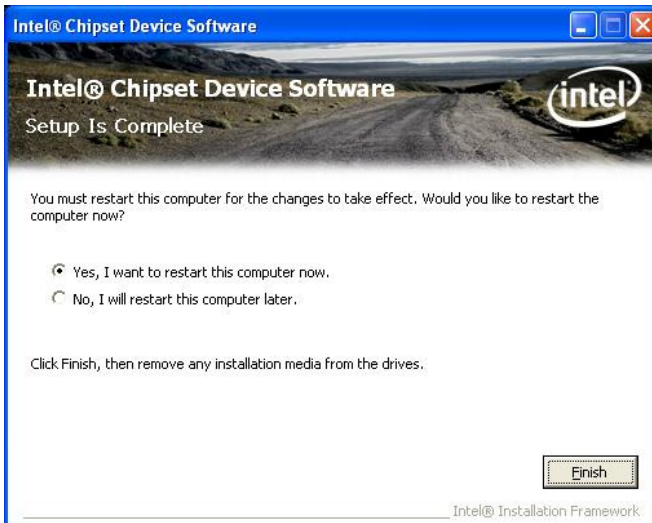 Intel® Chipset Device Software
Intel® Chipset Device Software
intel
Setup Is Complete
You must restart this computer for the changes to take effect. Would you like to restart the
computer now?
Yes, I want to restart this computer now.
No, I will restart this computer later.
Click Finish, then remove any installation media from the drives.
Finish
Intel® Installation Framework